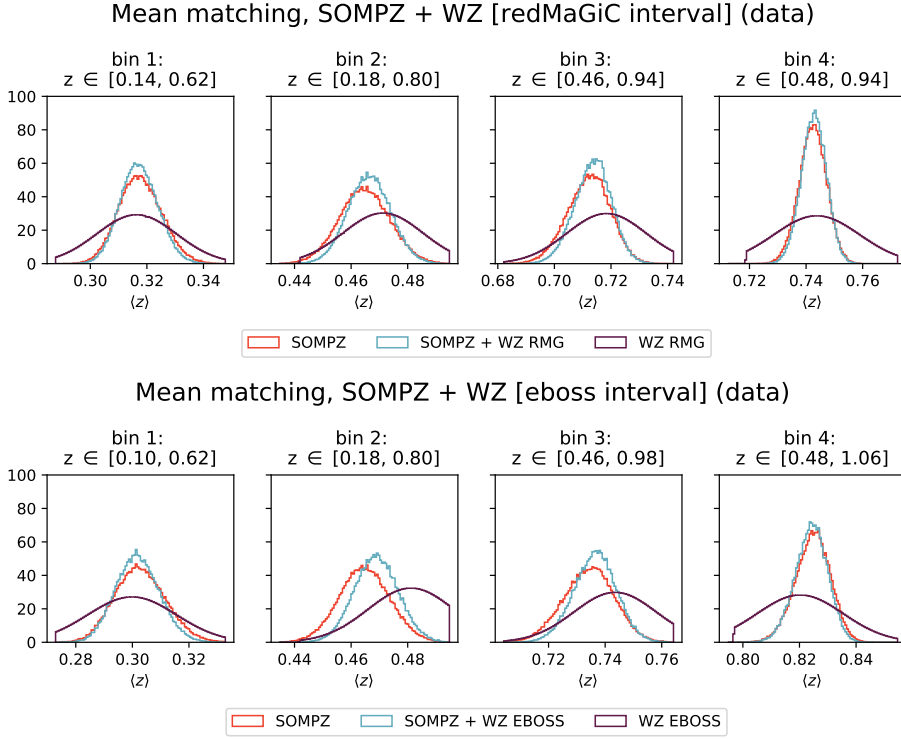 Mean matching, SOMPZ + WZ [redMaGiC interval] (data)
bin 1:
z ∈ [0.14, 0.62]
bin 2:
z ∈ [0.18, 0.80]
bin 3:
z ∈ [0.46, 0.94]
bin 4:
z ∈ [0.48, 0.94]
100
80
60
40
20
0
0.30 0.32 0.34
0.44 0.46 0.48
0.68 0.70 0.72 0.74
0.72 0.74 0.76
⟨z⟩ ⟨z⟩ ⟨z⟩ ⟨z⟩
SOMPZ SOMPZ + WZ RMG WZ RMG
Mean matching, SOMPZ + WZ [eboss interval] (data)
bin 1:
z ∈ [0.10, 0.62]
bin 2:
z ∈ [0.18, 0.80]
bin 3:
z ∈ [0.46, 0.98]
bin 4:
z ∈ [0.48, 1.06]
100
80
60
40
20
0
0.28 0.30 0.32
0.44 0.46 0.48
0.72 0.74 0.76
0.80 0.82 0.84
⟨z⟩ ⟨z⟩ ⟨z⟩ ⟨z⟩
SOMPZ SOMPZ + WZ EBOSS WZ EBOSS